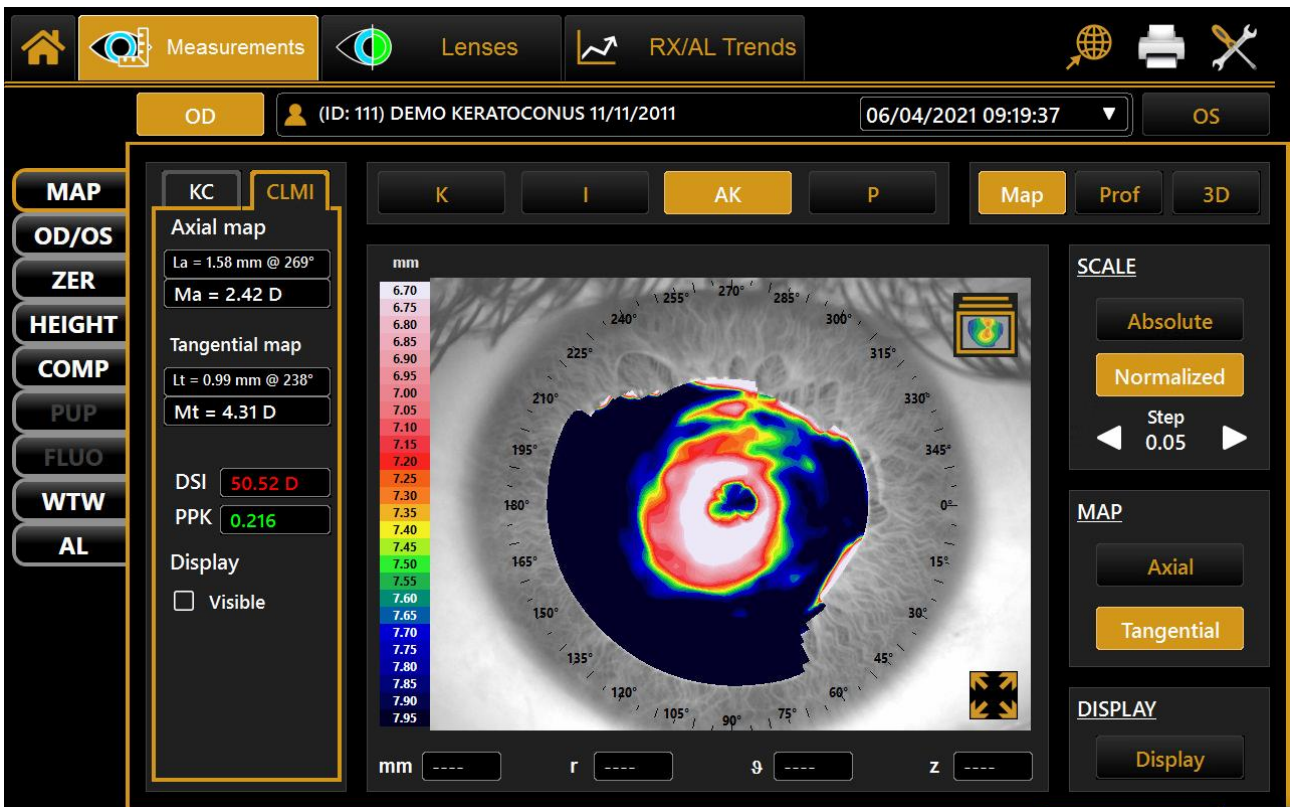 Measurements
Lenses
RX/AL Trends
OD
(ID: 111) DEMO KERATOCONUS 11/11/2011
06/04/2021 09:19:37 ▼
OS
MAP
OD/OS
ZER
HEIGHT
COMP
PUP
FLUO
WTW
AL
KC
CLMI
Axial map
La = 1.58 mm @ 269°
Ma = 2.42 D
Tangential map
Lt = 0.99 mm @ 238°
Mt = 4.31 D
DSI 50.52 D
PPK 0.216
Display
Visible
K
I
AK
P
Map
Prof
3D
mm
6.70
6.75
6.80
6.85
6.90
6.95
7.00
7.05
7.10
7.15
7.20
7.25
7.30
7.35
7.40
7.45
7.50
7.55
7.60
7.65
7.70
7.75
7.80
7.85
7.90
7.95
270°
255°
285°
240°
300°
225°
315°
210°
330°
195°
345°
180°
0°
165°
15°
150°
30°
135°
45°
120°
60°
105°
90°
75°
mm ----
r ----
ϑ ----
z ----
SCALE
Absolute
Normalized
Step
0.05
MAP
Axial
Tangential
DISPLAY
Display